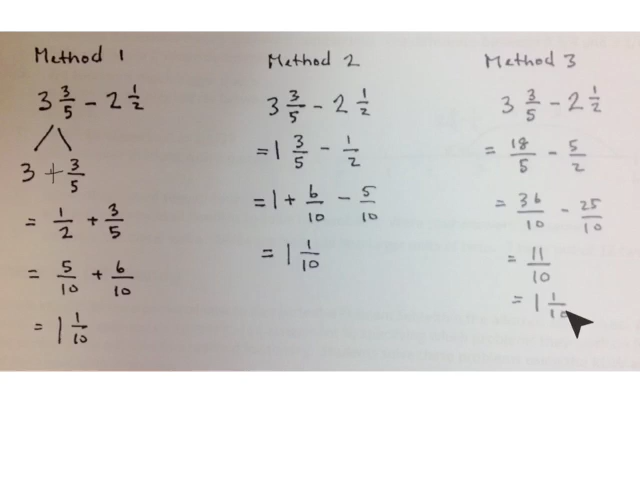 Method 1
3 3/5 - 2 1/2
3 + 3/5
= 1/2 + 3/5
= 5/10 + 6/10
= 1 1/10
Method 2
3 3/5 - 2 1/2
= 1 3/5 - 1/2
= 1 + 6/10 - 5/10
= 1 1/10
Method 3
3 3/5 - 2 1/2
= 18/5 - 5/2
= 36/10 - 25/10
= 11/10
= 1 1/10